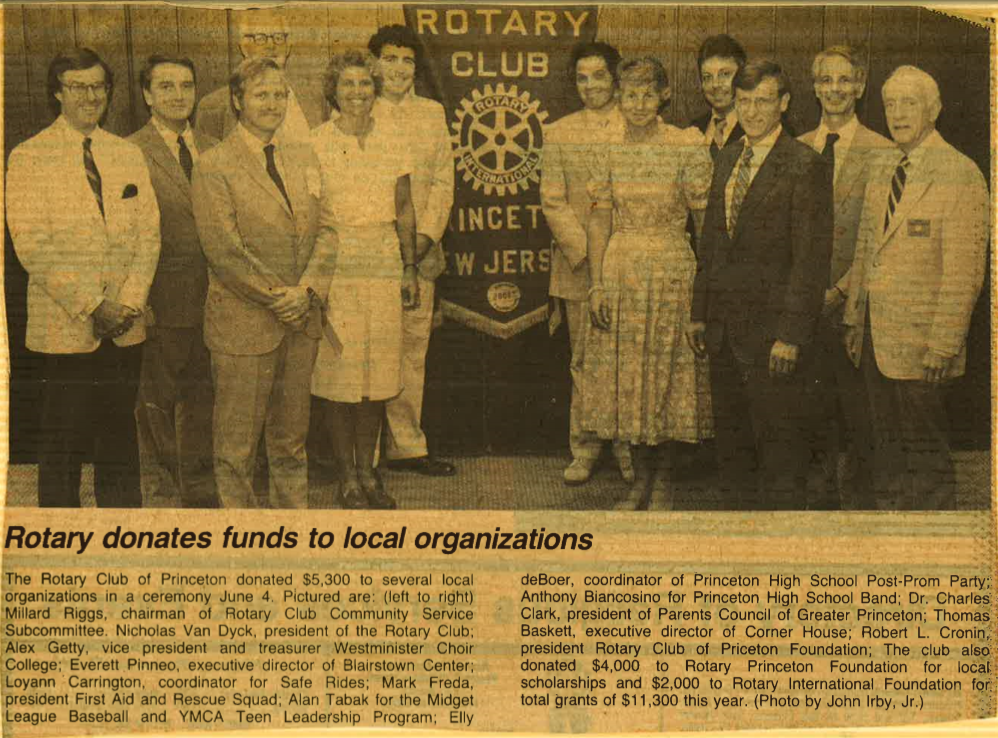 ROTARY
CLUB
ROTARY
INTERNATIONAL
INCET
W JERS
Rotary donates funds to local organizations
The Rotary Club of Princeton donated $5,300 to several local
organizations in a ceremony June 4. Pictured are: (left to right)
Millard Riggs, chairman of Rotary Club Community Service
Subcommittee. Nicholas Van Dyck, president of the Rotary Club;
Alex Getty, vice president and treasurer Westminister Choir
College; Everett Pinneo, executive director of Blairstown Center;
Loyann Carrington, coordinator for Safe Rides; Mark Freda,
president First Aid and Rescue Squad; Alan Tabak for the Midget
League Baseball and YMCA Teen Leadership Program; Elly
deBoer, coordinator of Princeton High School Post-Prom Party;
Anthony Biancosino for Princeton High School Band; Dr. Charles
Clark, president of Parents Council of Greater Princeton; Thomas
Baskett, executive director of Corner House; Robert L. Cronin,
president Rotary Club of Priceton Foundation; The club also
donated $4,000 to Rotary Princeton Foundation for local
scholarships and $2,000 to Rotary International Foundation for
total grants of $11,300 this year. (Photo by John Irby, Jr.)